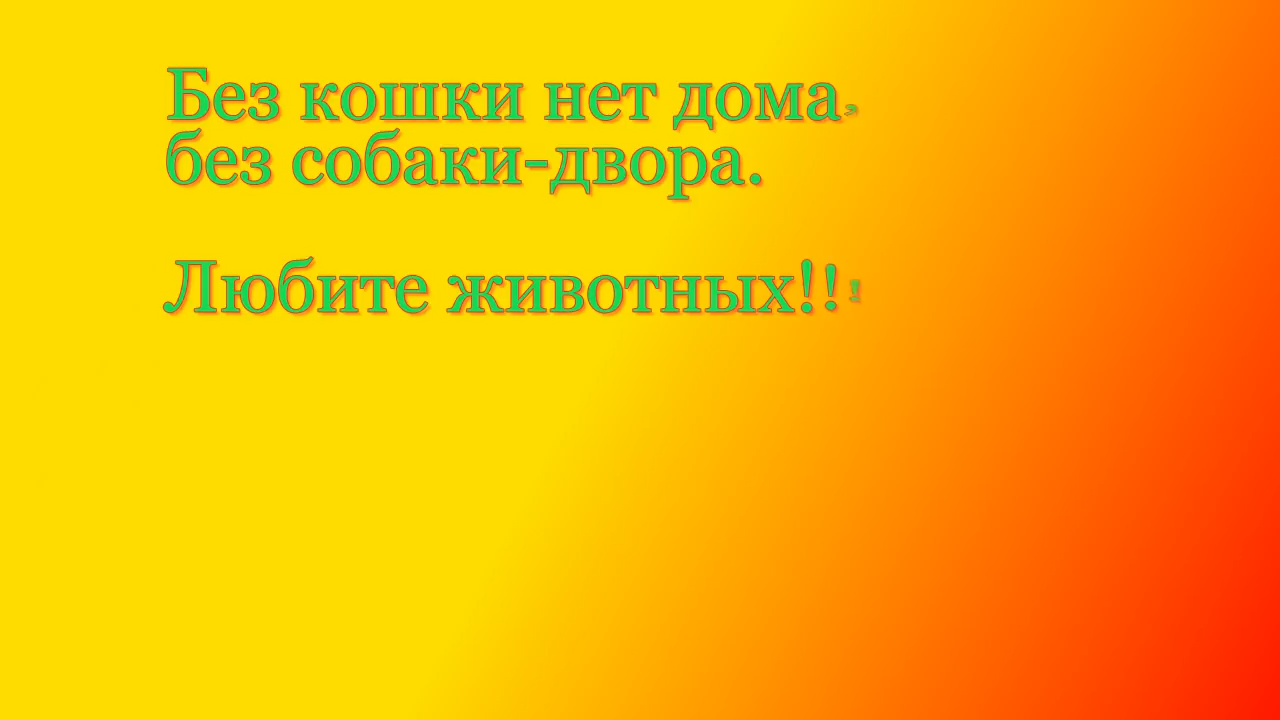 Без кошки нет дома,
без собаки-двора.
Любите животных!!!